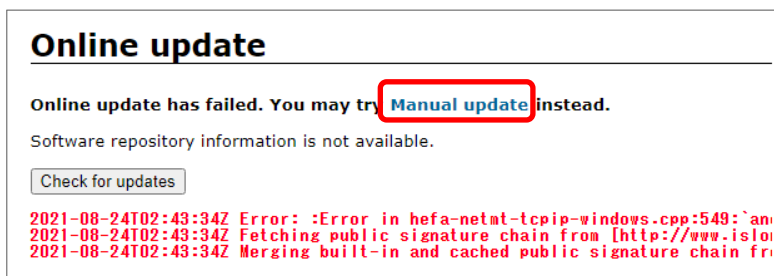 Online update
Online update has failed. You may try Manual update instead.
Software repository information is not available.
Check for updates
2021-08-24T02:43:34Z Error: :Error in hefa-netmt-tcpip-windows.cpp:549:`an
2021-08-24T02:43:34Z Fetching public signature chain from [http://www.islon
2021-08-24T02:43:34Z Merging built-in and cached public signature chain fr